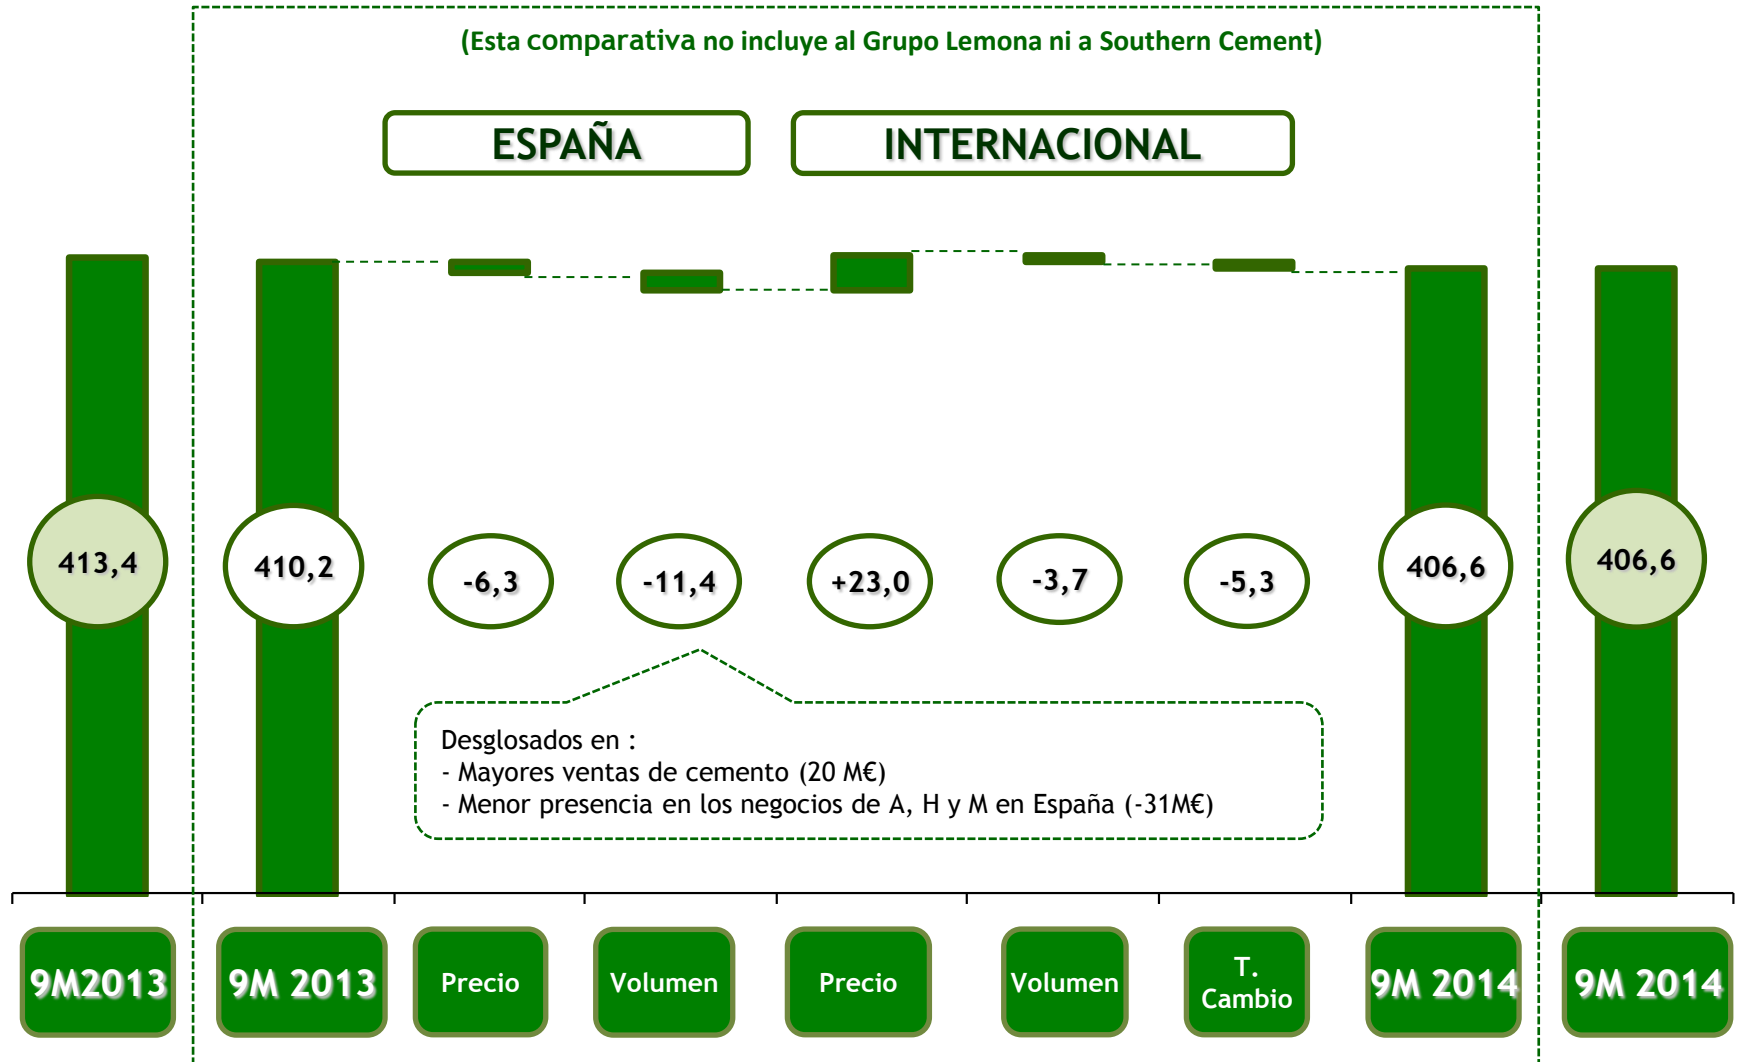 (Esta comparativa no incluye al Grupo Lemona ni a Southern Cement)
ESPAÑA
INTERNACIONAL
413,4
410,2
-6,3
-11,4
+23,0
-3,7
-5,3
406,6
406,6
Desglosados en :
- Mayores ventas de cemento (20 M€)
- Menor presencia en los negocios de A, H y M en España (-31M€)
9M2013
9M 2013
Precio
Volumen
Precio
Volumen
T.
Cambio
9M 2014
9M 2014